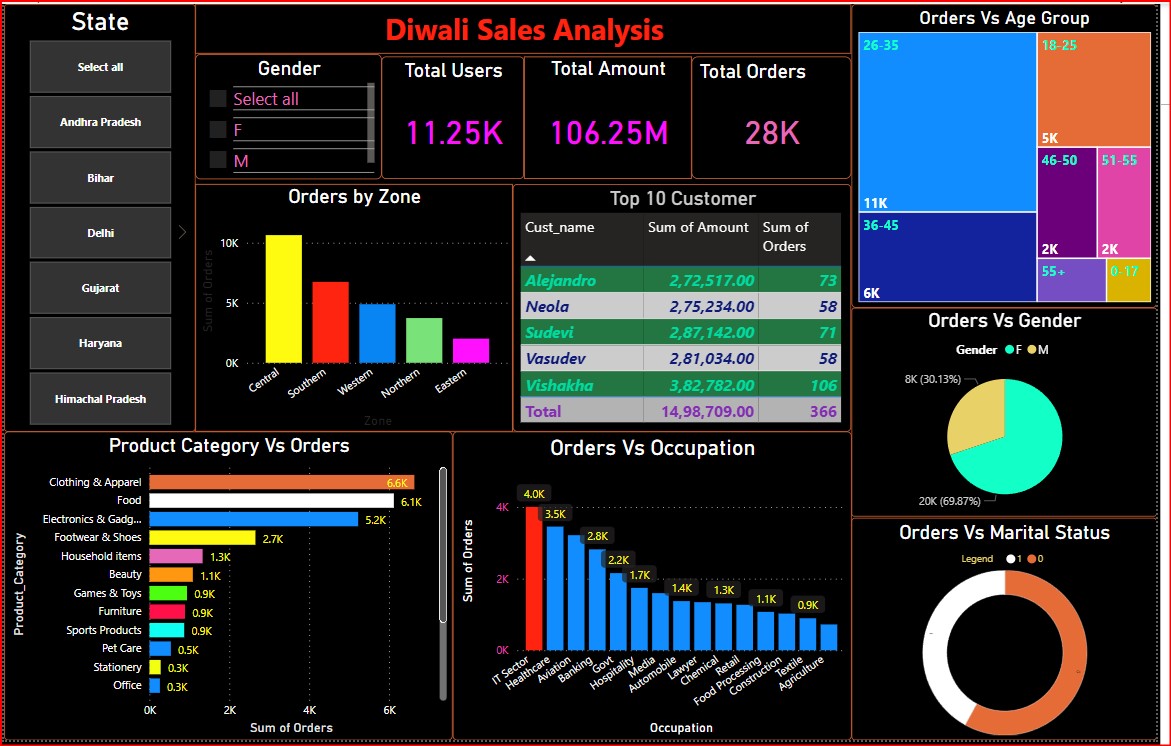 State
Select all
Andhra Pradesh
Bihar
Delhi
Gujarat
Haryana
Himachal Pradesh
Diwali Sales Analysis
Gender
Select all
F
M
Total Users
11.25K
Total Amount
106.25M
Total Orders
28K
Orders by Zone
Sum of Orders
10K
5K
0K
Central
Southern
Western
Northern
Eastern
Zone
Top 10 Customer
Cust_name Sum of Amount Sum of
Orders
Alejandro 2,72,517.00 73
Neola 2,75,234.00 58
Sudevi 2,87,142.00 71
Vasudev 2,81,034.00 58
Vishakha 3,82,782.00 106
Total 14,98,709.00 366
Orders Vs Age Group
26-35
11K
36-45
6K
18-25
5K
46-50
2K
51-55
2K
55+
0-17
Orders Vs Gender
Gender F M
8K (30.13%)
20K (69.87%)
Product Category Vs Orders
Product_Category
Clothing & Apparel 6.6K
Food 6.1K
Electronics & Gadg... 5.2K
Footwear & Shoes 2.7K
Household items 1.3K
Beauty 1.1K
Games & Toys 0.9K
Furniture 0.9K
Sports Products 0.9K
Pet Care 0.5K
Stationery 0.3K
Office 0.3K
0K 2K 4K 6K
Sum of Orders
Orders Vs Occupation
Sum of Orders
4K
2K
0K
4.0K
3.5K
2.8K
2.2K
1.7K
1.4K
1.3K
1.1K
0.9K
IT Sector
Healthcare
Aviation
Banking
Govt
Hospitality
Media
Automobile
Lawyer
Chemical
Retail
Food Processing
Construction
Textile
Agriculture
Occupation
Orders Vs Marital Status
Legend 1 0